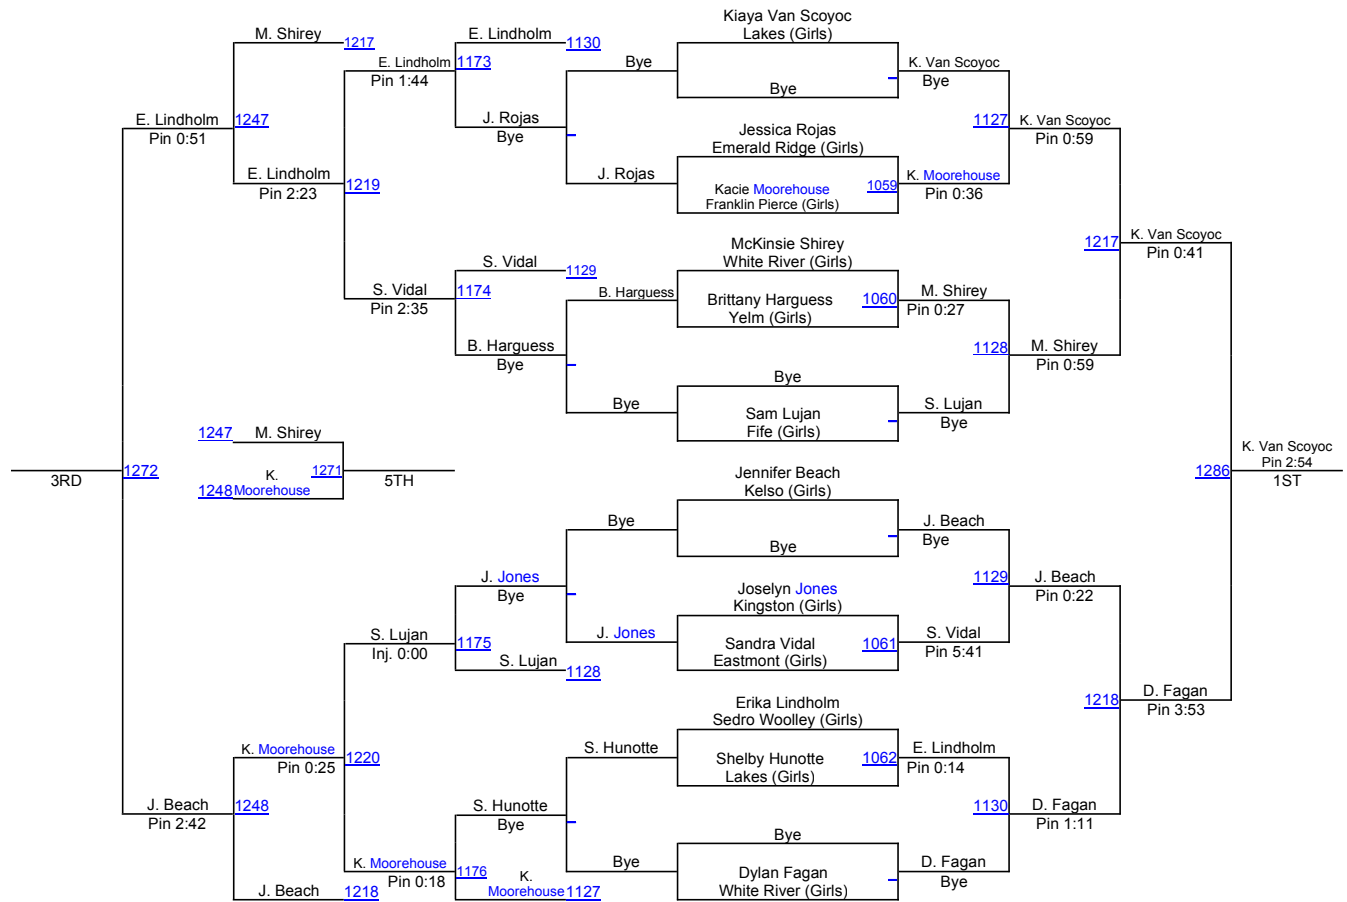 Kiaya Van Scoyoc
Lakes (Girls)
M. Shirey
1217
E. Lindholm
1130
E. Lindholm
1173
Pin 1:44
Bye
Bye
K. Van Scoyoc
Bye
E. Lindholm
1247
Pin 0:51
J. Rojas
Bye
Jessica Rojas
Emerald Ridge (Girls)
1127
K. Van Scoyoc
Pin 0:59
E. Lindholm
Pin 2:23
1219
J. Rojas
Kacie Moorehouse
Franklin Pierce (Girls)
1059
K. Moorehouse
Pin 0:36
McKinsie Shirey
White River (Girls)
1217
K. Van Scoyoc
Pin 0:41
S. Vidal
1129
S. Vidal
1174
Pin 2:35
B. Harguess
Brittany Harguess
Yelm (Girls)
1060
M. Shirey
Pin 0:27
B. Harguess
Bye
1128
M. Shirey
Pin 0:59
Bye
Bye
Sam Lujan
Fife (Girls)
S. Lujan
Bye
1247
M. Shirey
1272
3RD
K.
1248
Moorehouse
1271
5TH
Jennifer Beach
Kelso (Girls)
1286
K. Van Scoyoc
Pin 2:54
1ST
Bye
Bye
J. Beach
Bye
J. Jones
Bye
Joselyn Jones
Kingston (Girls)
1129
J. Beach
Pin 0:22
S. Lujan
Inj. 0:00
1175
J. Jones
Sandra Vidal
Eastmont (Girls)
1061
S. Vidal
Pin 5:41
S. Lujan
1128
Erika Lindholm
Sedro Woolley (Girls)
1218
D. Fagan
Pin 3:53
K. Moorehouse
Pin 0:25
1220
S. Hunotte
Shelby Hunotte
Lakes (Girls)
1062
E. Lindholm
Pin 0:14
J. Beach
Pin 2:42
1248
S. Hunotte
Bye
1130
D. Fagan
Pin 1:11
Bye
K. Moorehouse
Pin 0:18
1176
Bye
Dylan Fagan
White River (Girls)
D. Fagan
Bye
J. Beach
1218
K.
Moorehouse
1127